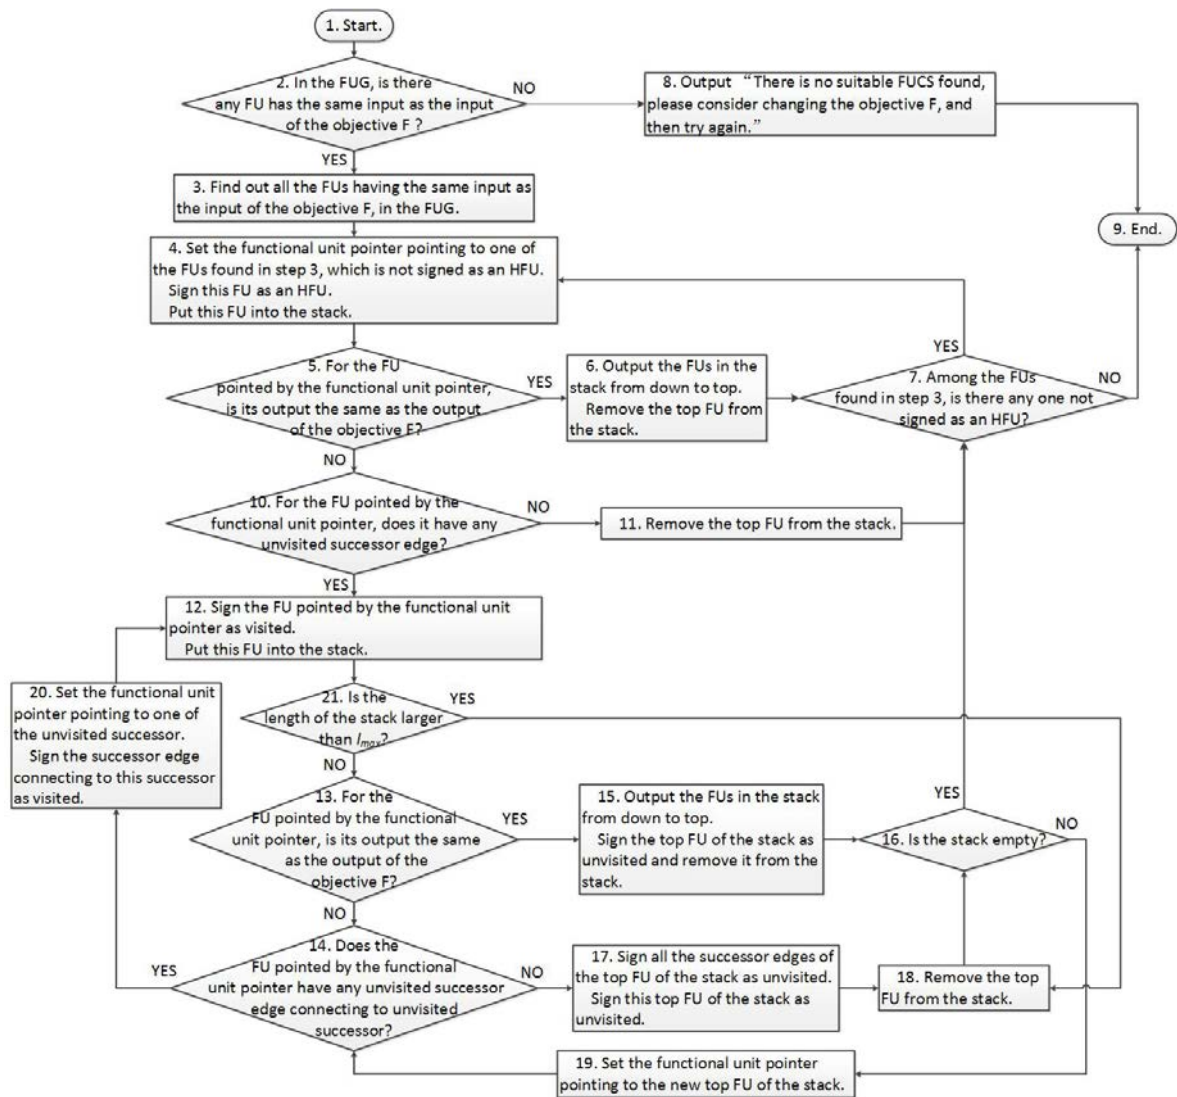 1. Start.
2. In the FUG, is there
any FU has the same input as the input
of the objective F ?
NO
8. Output “There is no suitable FUCS found,
please consider changing the objective F, and
then try again.”
YES
3. Find out all the FUs having the same input as
the input of the objective F, in the FUG.
9. End.
4. Set the functional unit pointer pointing to one of
the FUs found in step 3, which is not signed as an HFU.
Sign this FU as an HFU.
Put this FU into the stack.
5. For the FU
pointed by the functional unit pointer,
is its output the same as the output
of the objective F?
YES
6. Output the FUs in the
stack from down to top.
Remove the top FU from
the stack.
YES
7. Among the FUs
found in step 3, is there any one not
signed as an HFU?
NO
NO
10. For the FU pointed by the
functional unit pointer, does it have any
unvisited successor edge?
NO
11. Remove the top FU from the stack.
YES
12. Sign the FU pointed by the functional unit
pointer as visited.
Put this FU into the stack.
20. Set the functional unit
pointer pointing to one of
the unvisited successor.
Sign the successor edge
connecting to this successor
as visited.
21. Is the
length of the stack larger
than lmax?
YES
NO
13. For the
FU pointed by the functional
unit pointer, is its output the same
as the output of the
objective F?
YES
15. Output the FUs in the stack
from down to top.
Sign the top FU of the stack as
unvisited and remove it from the
stack.
YES
16. Is the stack empty?
NO
NO
14. Does the
FU pointed by the functional
unit pointer have any unvisited successor
edge connecting to unvisited
successor?
YES
NO
17. Sign all the successor edges of
the top FU of the stack as unvisited.
Sign this top FU of the stack as
unvisited.
18. Remove the top
FU from the stack.
19. Set the functional unit pointer
pointing to the new top FU of the stack.